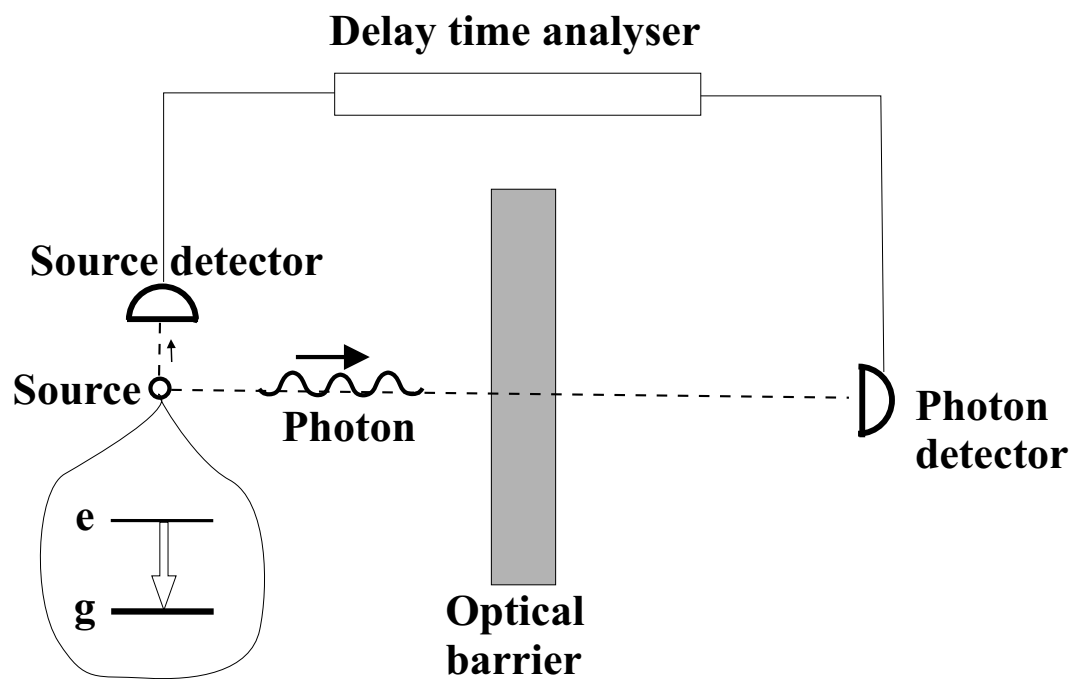 Delay time analyser
Source detector
Source
Photon
Photon
detector
e
g
Optical
barrier